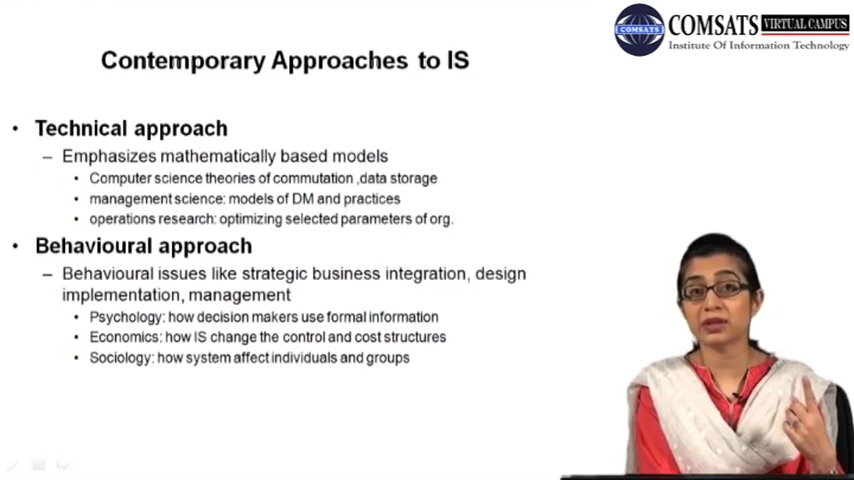 COMSATS
COMSATS VIRTUAL CAMPUS
Institute Of Information Technology
Contemporary Approaches to IS
• Technical approach
– Emphasizes mathematically based models
• Computer science theories of commutation ,data storage
• management science: models of DM and practices
• operations research: optimizing selected parameters of org.
• Behavioural approach
– Behavioural issues like strategic business integration, design
implementation, management
• Psychology: how decision makers use formal information
• Economics: how IS change the control and cost structures
• Sociology: how system affect individuals and groups